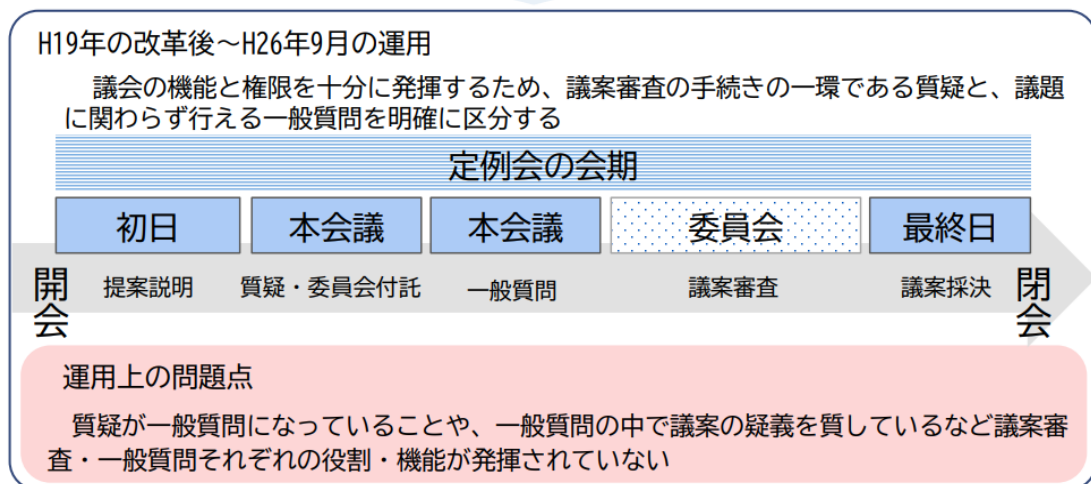 H19年の改革後～H26年9月の運用
議会の機能と権限を十分に発揮するため、議案審査の手続きの一環である質疑と、議題
に関わらず行える一般質問を明確に区分する
定例会の会期
初日
本会議
本会議
委員会
最終日
開会
提案説明
質疑・委員会付託
一般質問
議案審査
議案採決
閉会
運用上の問題点
質疑が一般質問になっていることや、一般質問の中で議案の疑義を質しているなど議案審
査・一般質問それぞれの役割・機能が発揮されていない